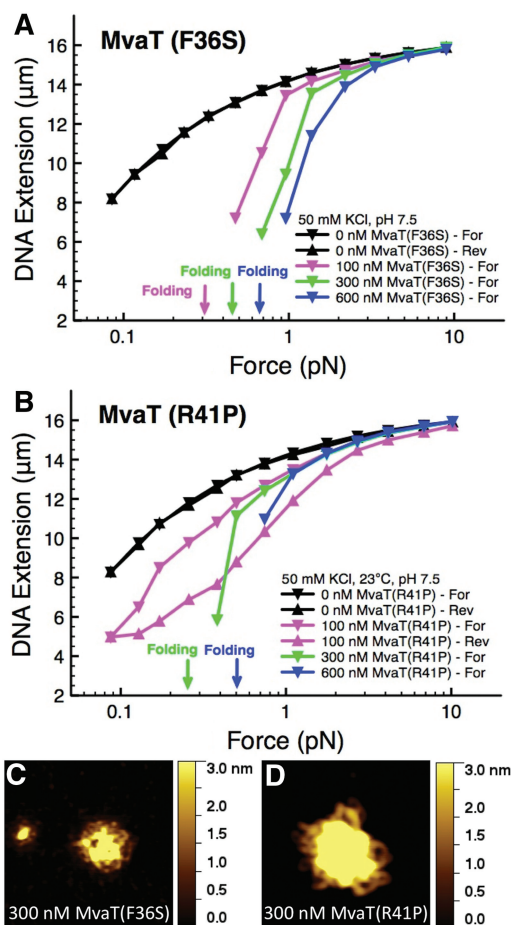 A
MvaT (F36S)
DNA Extension (µm)
16
14
12
10
8
6
4
2
50 mM KCl, pH 7.5
0 nM MvaT(F36S) - For
0 nM MvaT(F36S) - Rev
100 nM MvaT(F36S) - For
300 nM MvaT(F36S) - For
600 nM MvaT(F36S) - For
Folding
Folding
Folding
0.1
1
10
Force (pN)
B
MvaT (R41P)
DNA Extension (µm)
16
14
12
10
8
6
4
2
50 mM KCl, 23°C, pH 7.5
0 nM MvaT(R41P) - For
0 nM MvaT(R41P) - Rev
100 nM MvaT(R41P) - For
100 nM MvaT(R41P) - Rev
300 nM MvaT(R41P) - For
600 nM MvaT(R41P) - For
Folding
Folding
0.1
1
10
Force (pN)
C
300 nM MvaT(F36S)
3.0 nm
2.5
2.0
1.5
1.0
0.5
0.0
D
300 nM MvaT(R41P)
3.0 nm
2.5
2.0
1.5
1.0
0.5
0.0